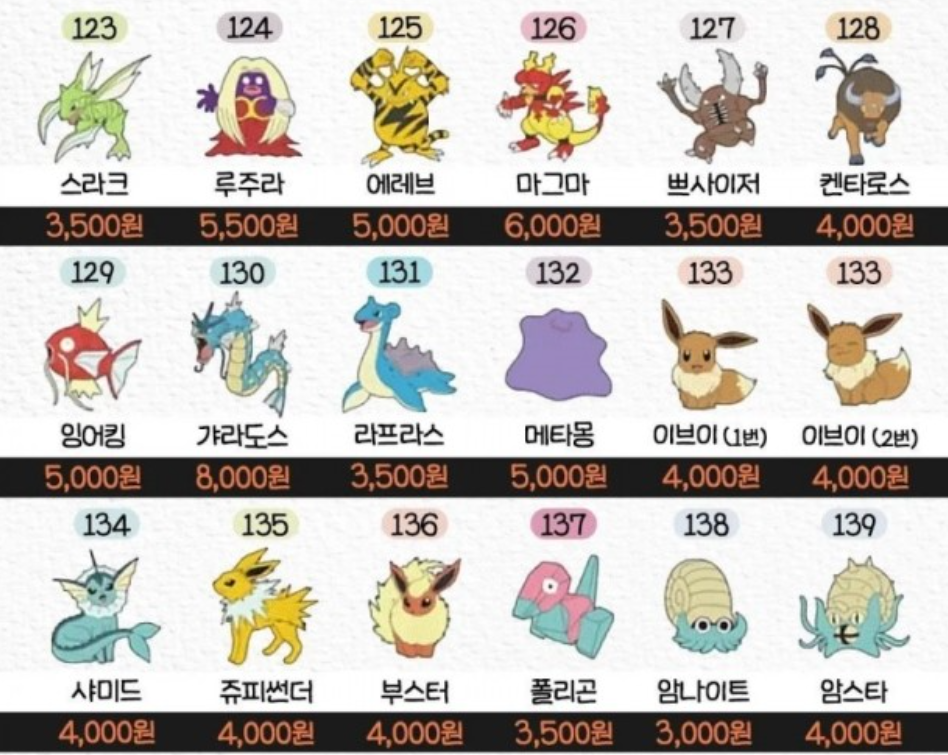 123 124 125 126 127 128
스라크 루주라 에레브 마그마 쁘사이저 켄타로스
3,500원 5,500원 5,000원 6,000원 3,500원 4,000원
129 130 131 132 133 133
잉어킹 갸라도스 라프라스 메타몽 이브이 (1번) 이브이 (2번)
5,000원 8,000원 3,500원 5,000원 4,000원 4,000원
134 135 136 137 138 139
샤미드 쥬피썬더 부스터 폴리곤 암나이트 암스타
4,000원 4,000원 4,000원 3,500원 3,000원 4,000원